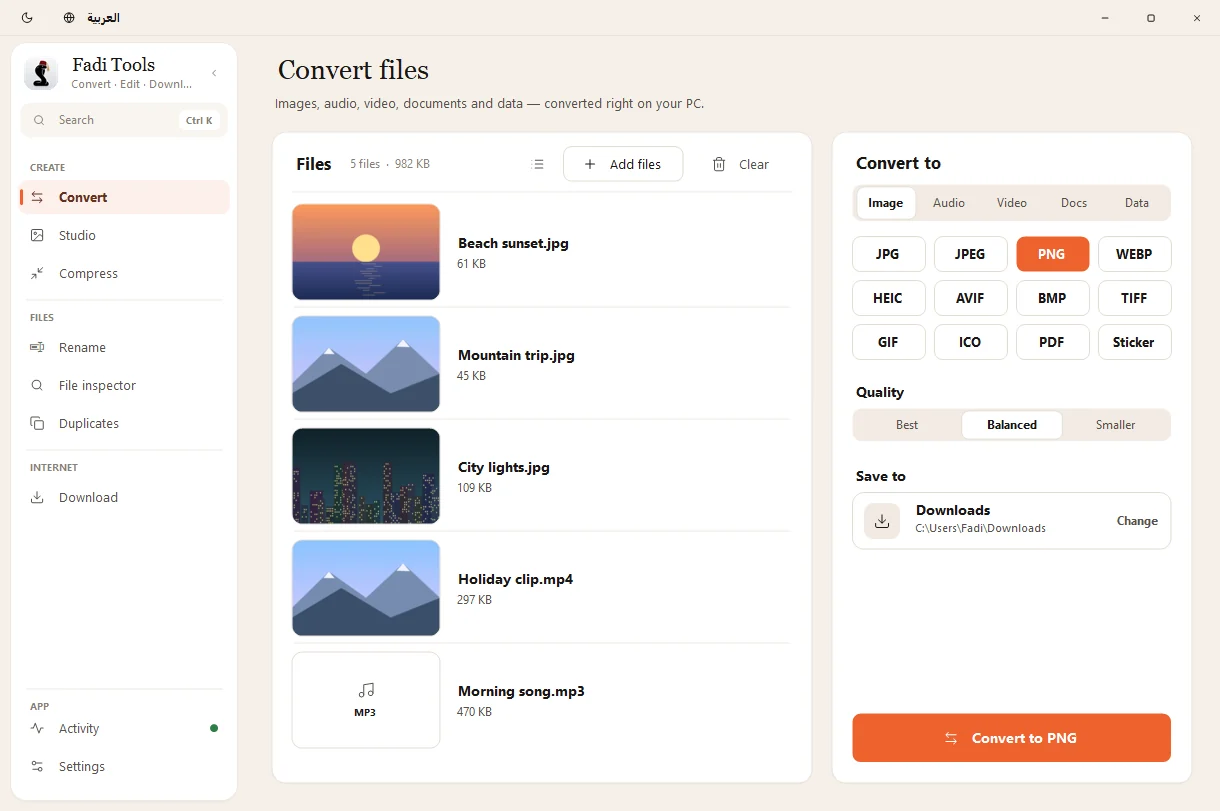 العربية
Fadi Tools
Convert · Edit · Downl...
Search
Ctrl K
CREATE
Convert
Studio
Compress
FILES
Rename
File inspector
Duplicates
INTERNET
Download
APP
Activity
Settings
Convert files
Images, audio, video, documents and data — converted right on your PC.
Files
5 files · 982 KB
Add files
Clear
Beach sunset.jpg
61 KB
Mountain trip.jpg
45 KB
City lights.jpg
109 KB
Holiday clip.mp4
297 KB
MP3
Morning song.mp3
470 KB
Convert to
Image Audio Video Docs Data
JPG JPEG PNG WEBP
HEIC AVIF BMP TIFF
GIF ICO PDF Sticker
Quality
Best Balanced Smaller
Save to
Downloads
C:\Users\Fadi\Downloads
Change
Convert to PNG